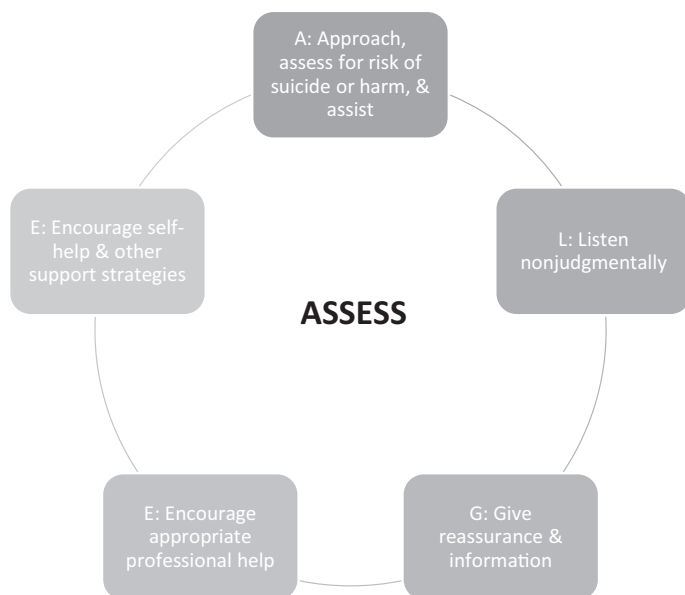 A: Approach,
assess for risk of
suicide or harm, &
assist
L: Listen
nonjudgmentally
G: Give
reassurance &
information
E: Encourage
appropriate
professional help
E: Encourage self-
help & other
support strategies
ASSESS